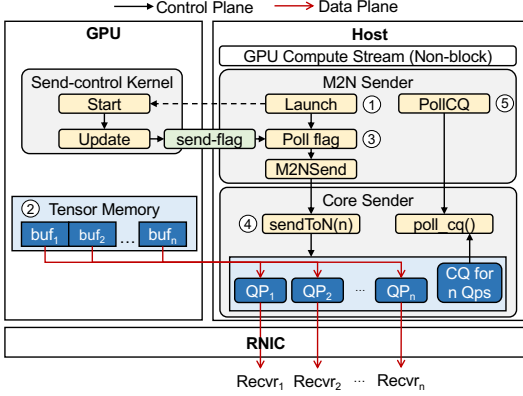 Control Plane Data Plane
GPU
Host
GPU Compute Stream (Non-block)
Send-control Kernel
M2N Sender
Start
Launch
①
PollCQ
⑤
Update
send-flag
Poll flag
③
M2NSend
Core Sender
② Tensor Memory
buf1 buf2 ... bufn
④
sendToN(n)
poll_cq()
QP1 QP2 ... QPn
CQ for
n Qps
RNIC
Recvr1 Recvr2 ... Recvrn